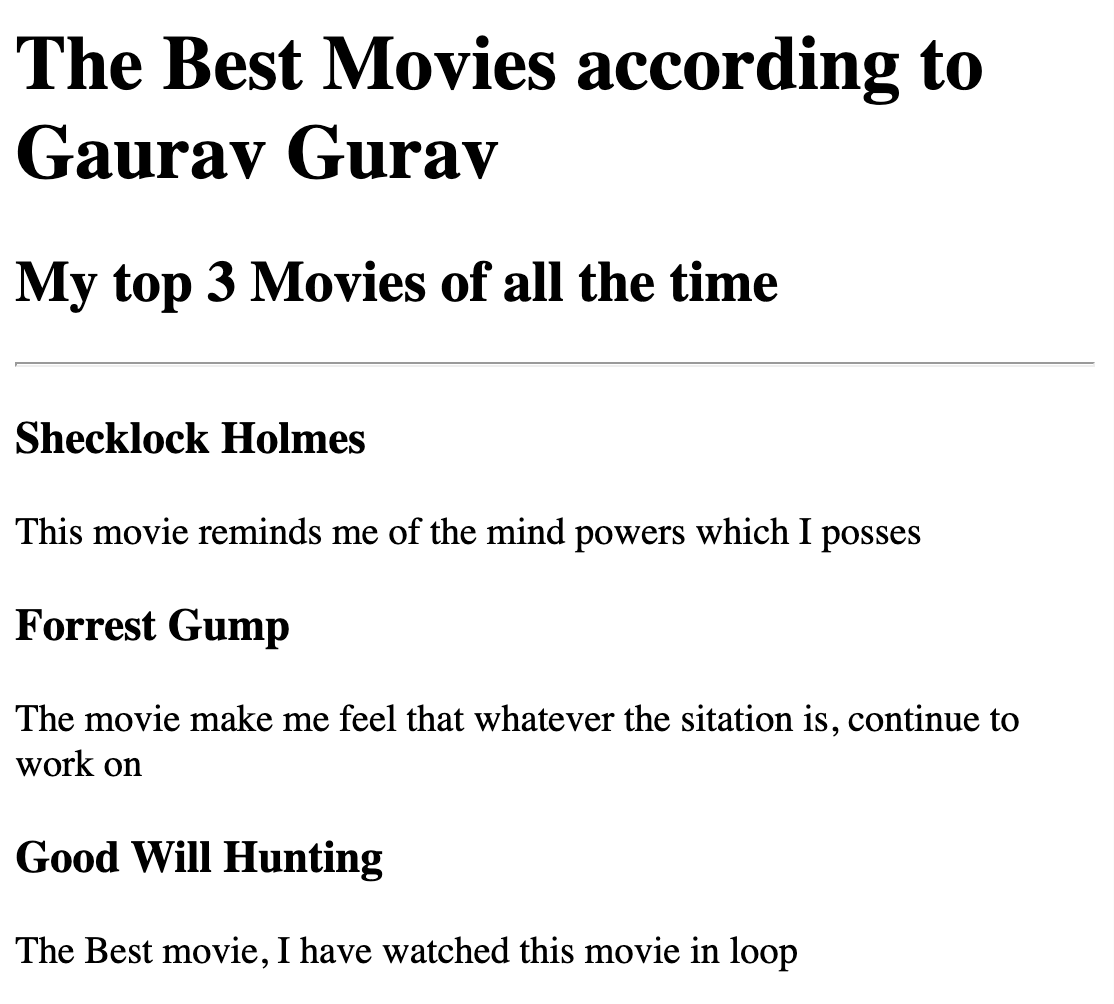 The Best Movies according to
Gaurav Gurav
My top 3 Movies of all the time
Shecklock Holmes
This movie reminds me of the mind powers which I posses
Forrest Gump
The movie make me feel that whatever the sitation is, continue to
work on
Good Will Hunting
The Best movie, I have watched this movie in loop